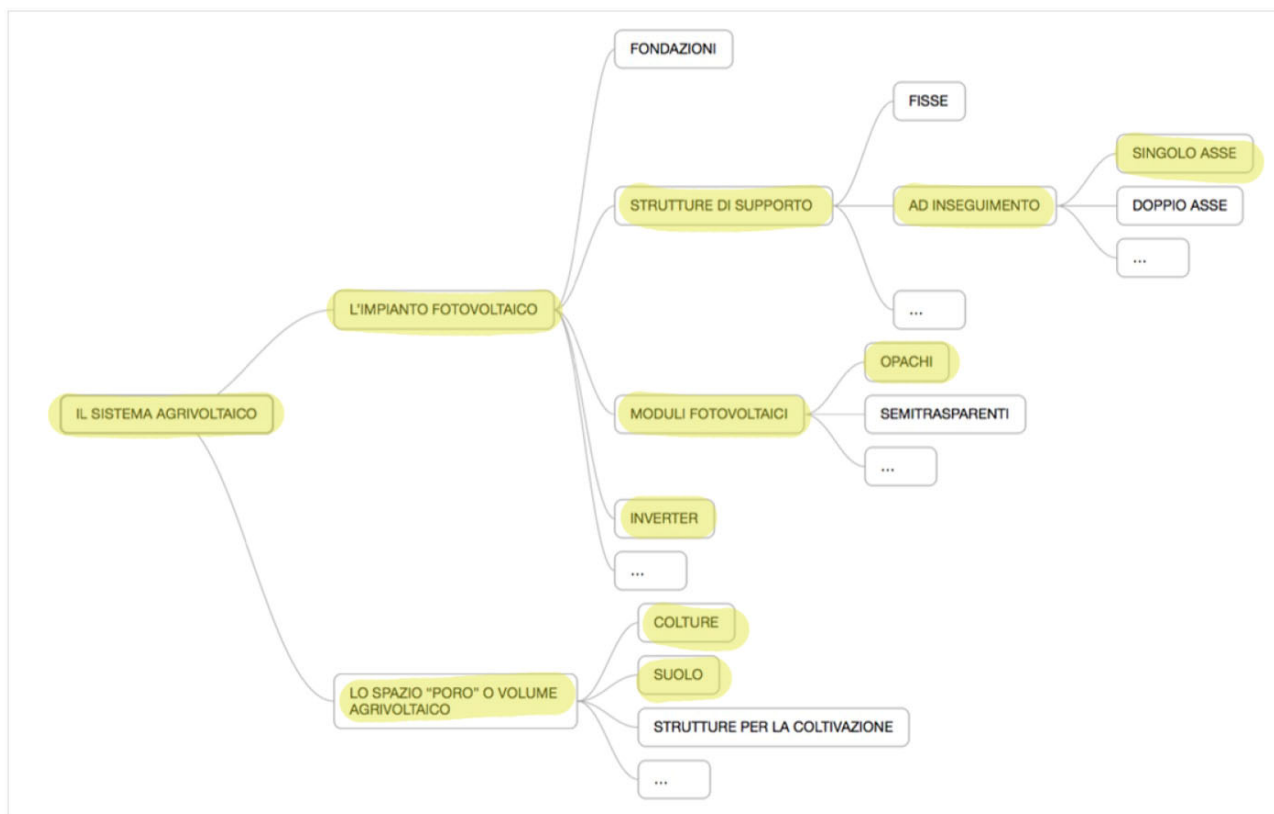 FONDAZIONI
FISSE
SINGOLO ASSE
STRUTTURE DI SUPPORTO
AD INSEGUIMENTO
DOPPIO ASSE
...
L'IMPIANTO FOTOVOLTAICO
...
OPACHI
IL SISTEMA AGRIVOLTAICO
MODULI FOTOVOLTAICI
SEMITRASPARENTI
...
INVERTER
...
COLTURE
LO SPAZIO "PORO" O VOLUME
AGRIVOLTAICO
SUOLO
STRUTTURE PER LA COLTIVAZIONE
...